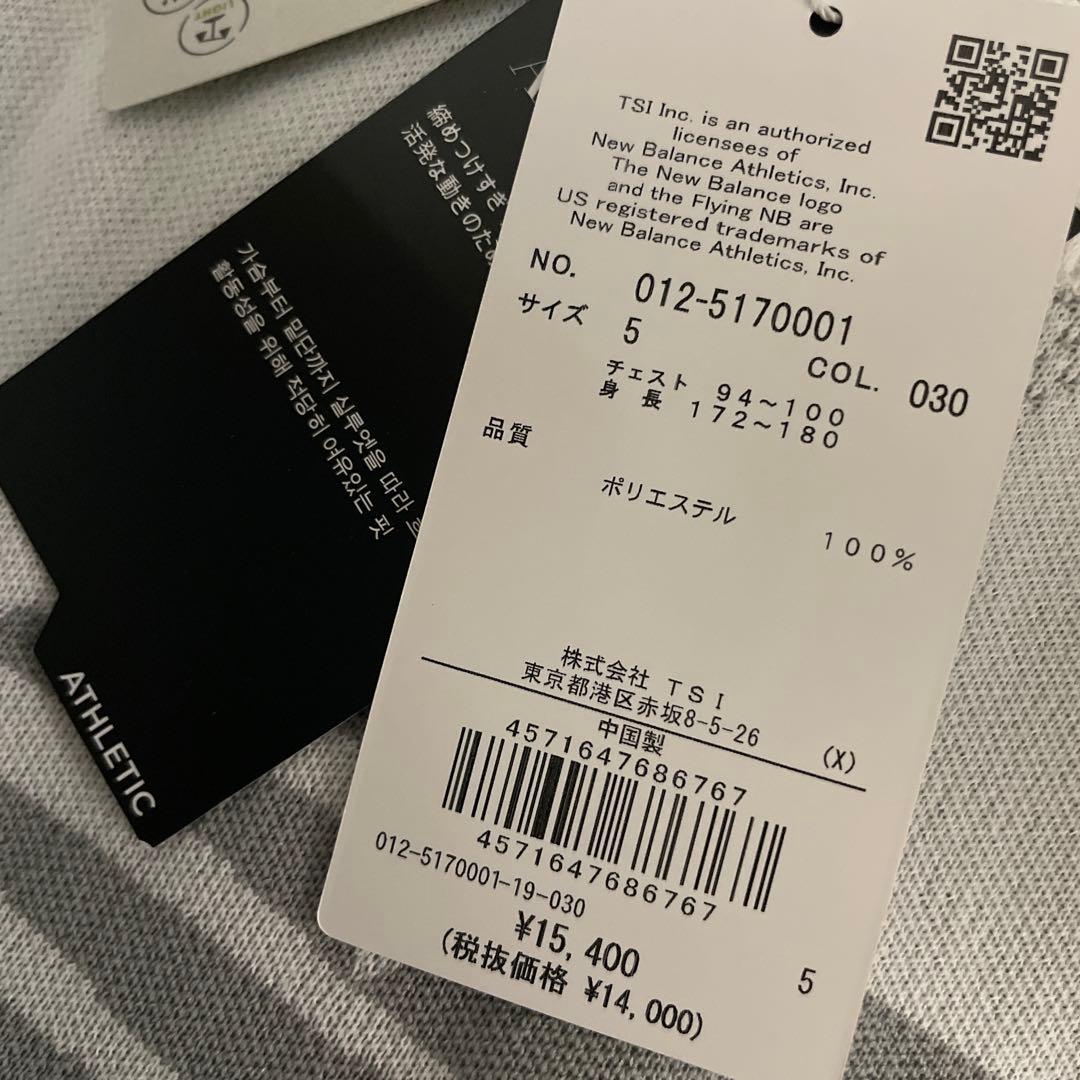 LIGHT
締めつけすぎ
活発な動きのため
가슴부터 밑단까지 실루엣을 따라
활동성을 위해 적당히 여유있는 핏
ATHLETIC
TSI Inc. is an authorized
licensees of
New Balance Athletics, Inc.
The New Balance logo
and the Flying NB are
US registered trademarks of
New Balance Athletics, Inc.
NO. 012-5170001
サイズ 5 COL. 030
チェスト 94～100
身長 172～180
品質
ポリエステル 100%
株式会社 TSI
東京都港区赤坂8-5-26
中国製 (X)
4571647686767
4571647686767
012-5170001-19-030
¥15,400
(税抜価格 ¥14,000) 5